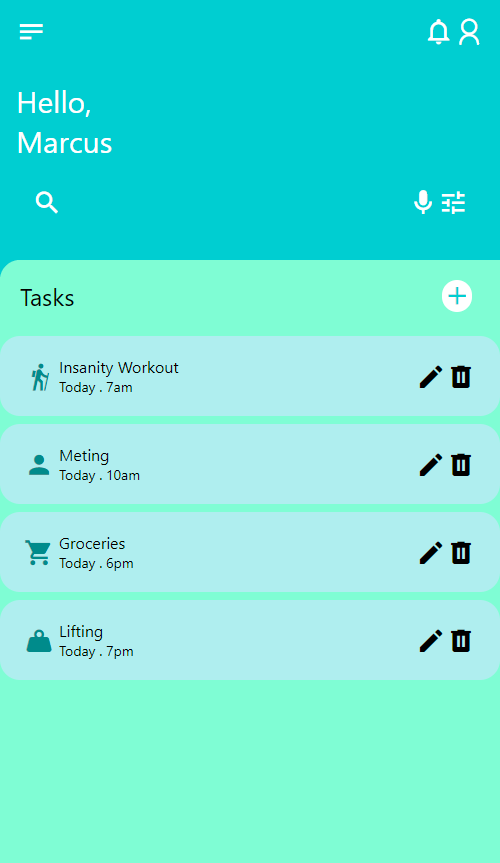 Hello,
Marcus
Tasks
Insanity Workout
Today . 7am
Meting
Today . 10am
Groceries
Today . 6pm
Lifting
Today . 7pm